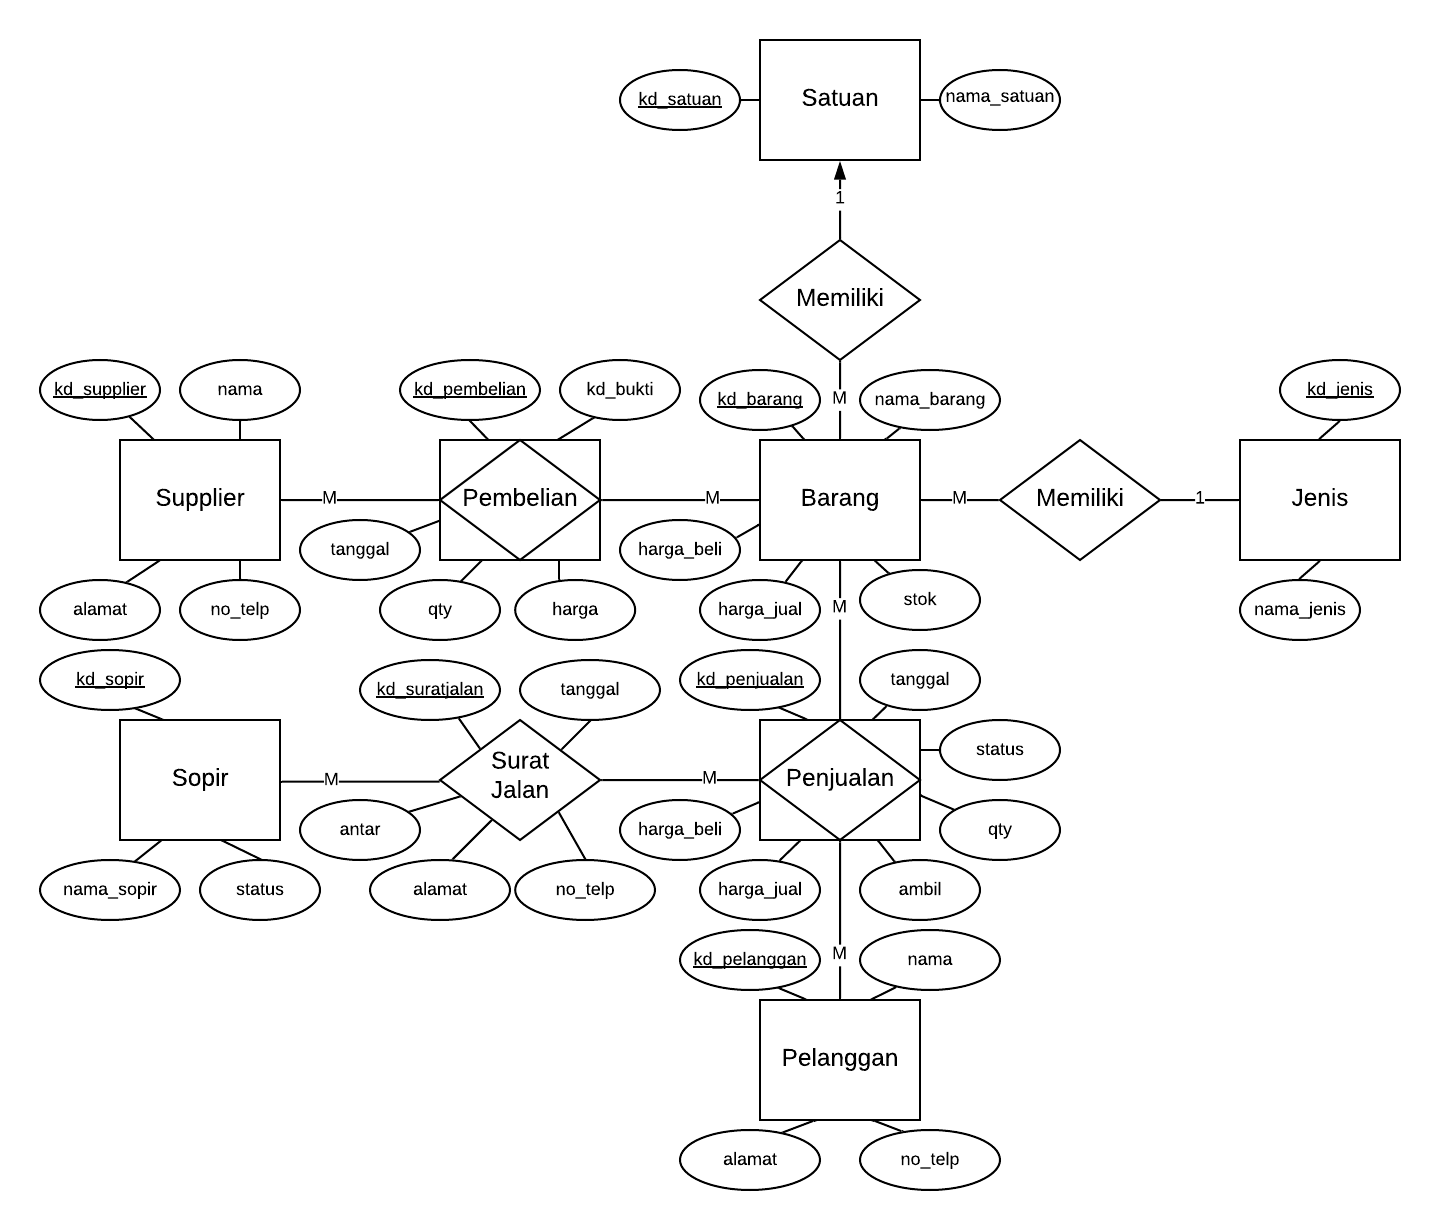 kd_satuan
Satuan
nama_satuan
1
Memiliki
kd_supplier
nama
kd_pembelian
kd_bukti
kd_barang
M
nama_barang
kd_jenis
Supplier
M
Pembelian
M
Barang
M
Memiliki
1
Jenis
tanggal
harga_beli
alamat
no_telp
qty
harga
harga_jual
M
stok
nama_jenis
kd_sopir
kd_suratjalan
tanggal
kd_penjualan
tanggal
status
Sopir
M
Surat
Jalan
M
Penjualan
antar
harga_beli
qty
nama_sopir
status
alamat
no_telp
harga_jual
ambil
kd_pelanggan
M
nama
Pelanggan
alamat
no_telp